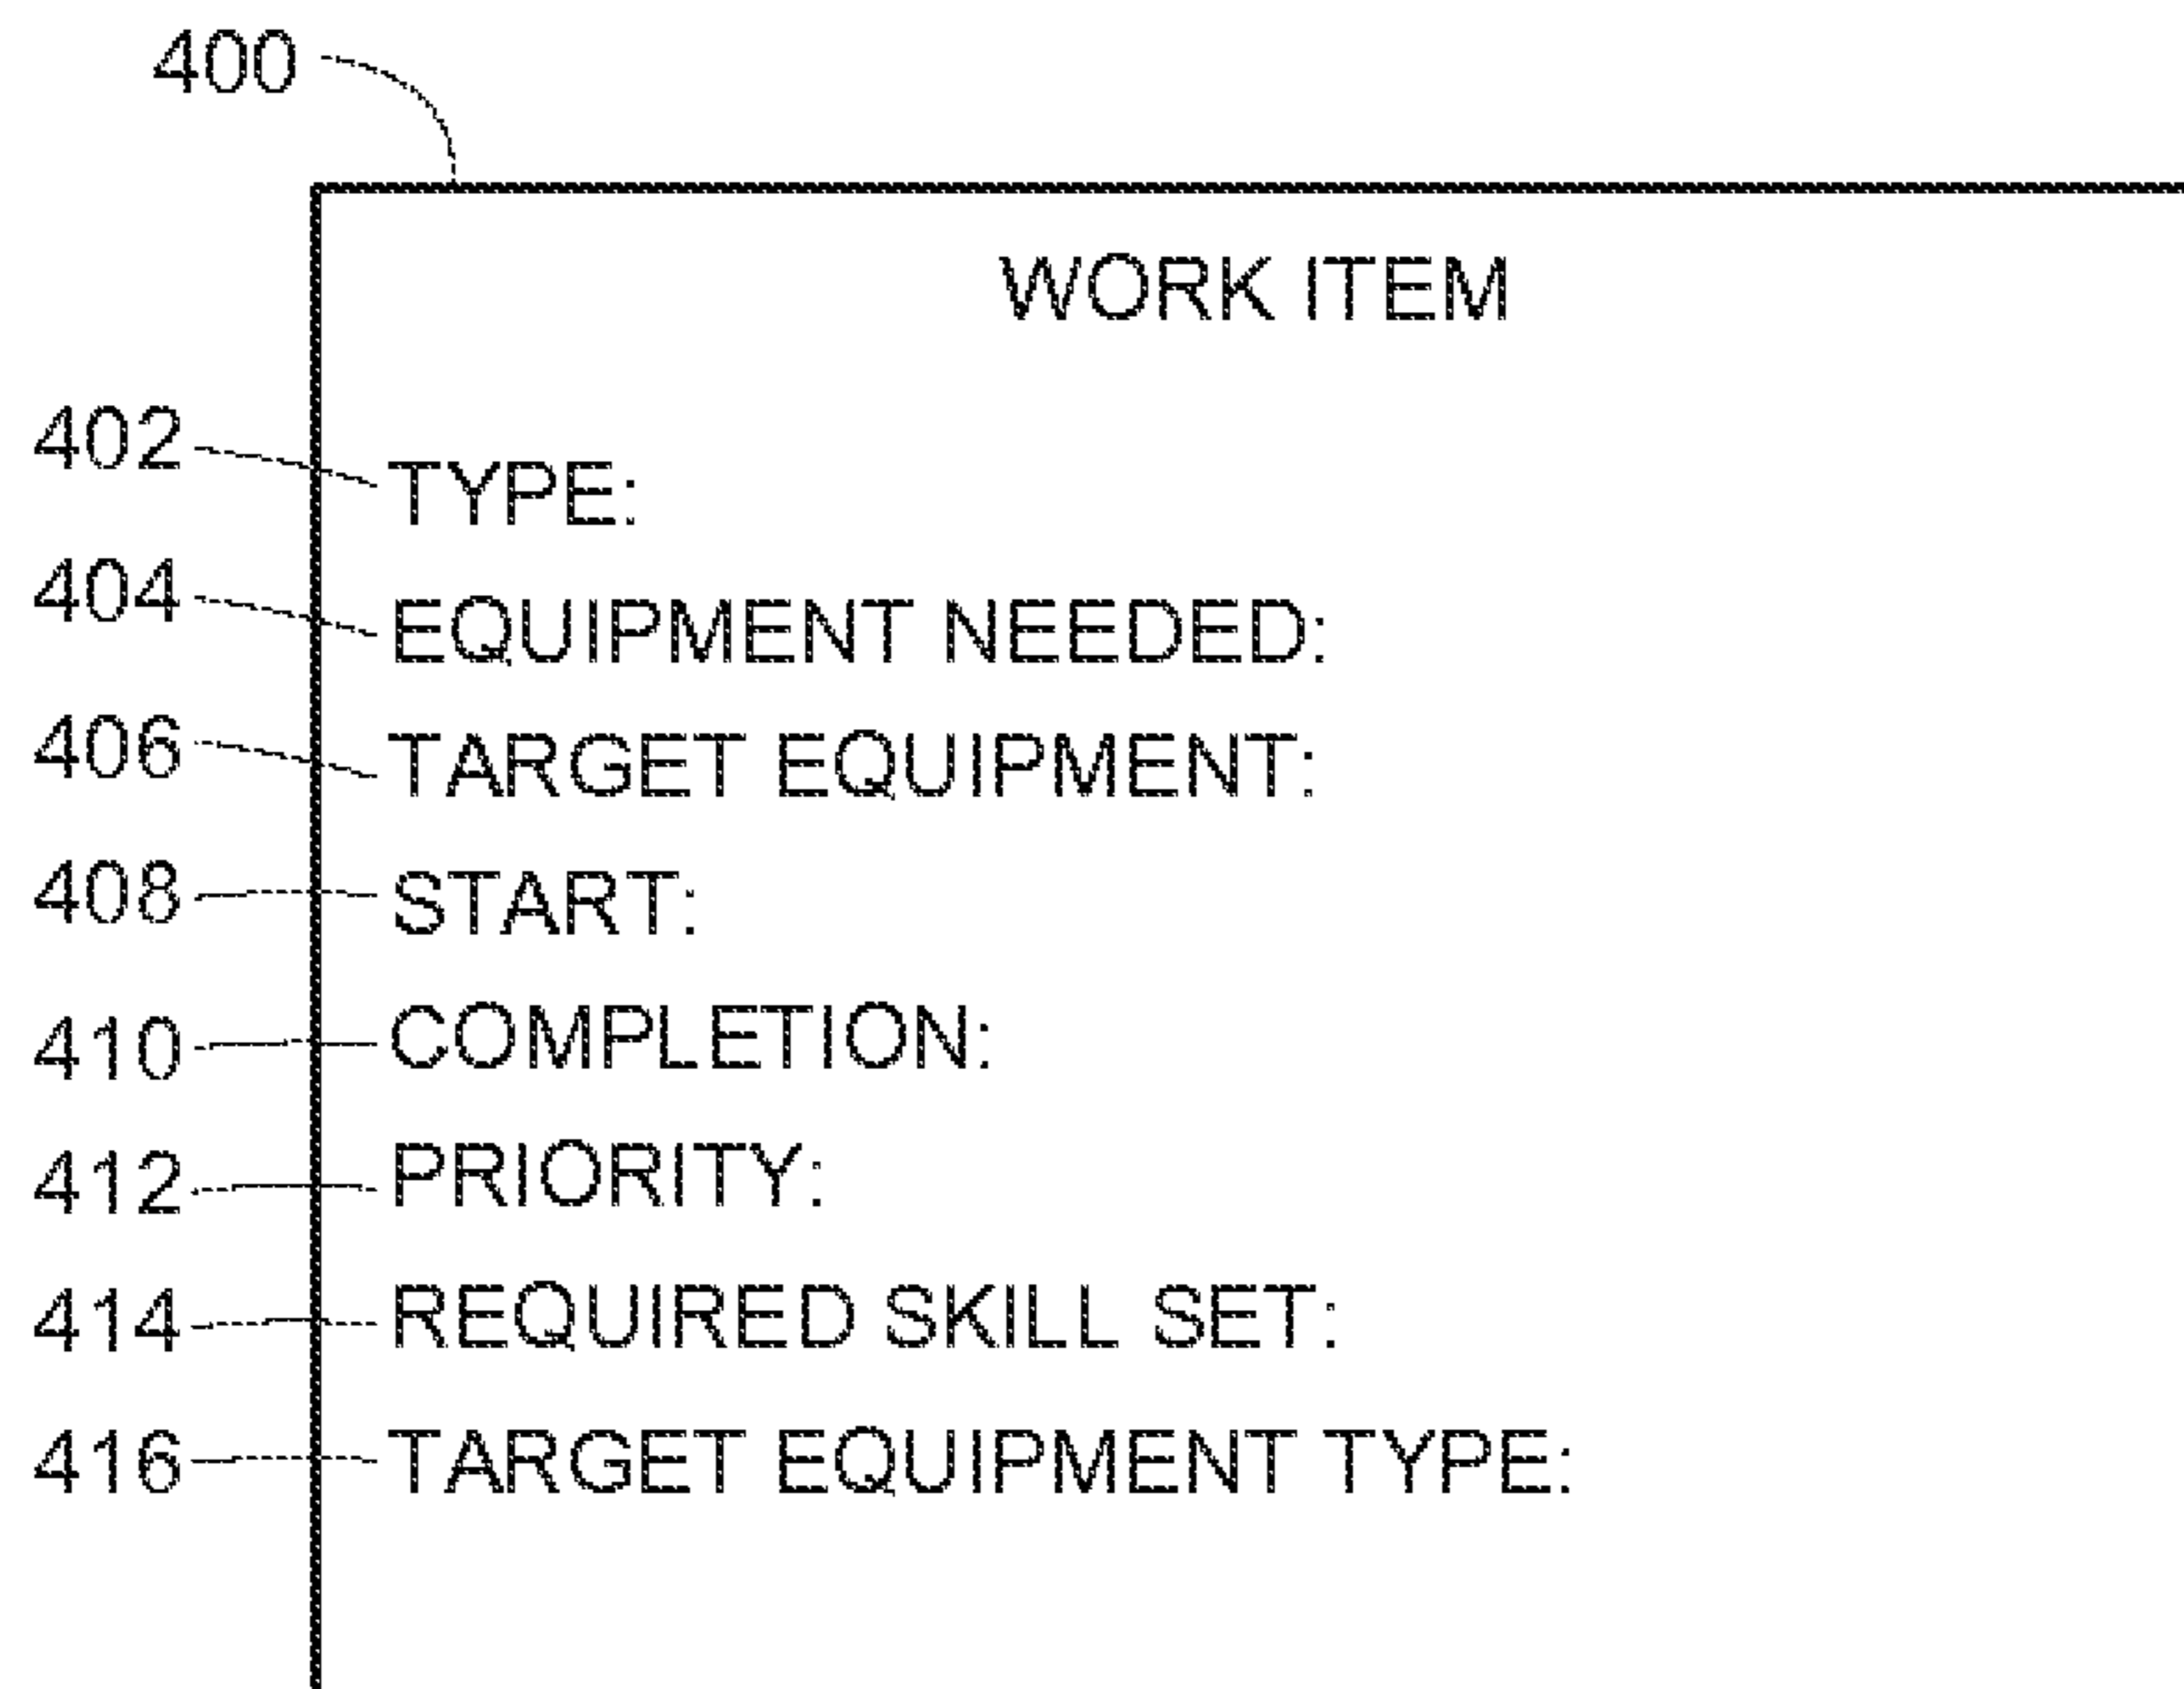 400
WORK ITEM
402 TYPE:
404 EQUIPMENT NEEDED:
406 TARGET EQUIPMENT:
408 START:
410 COMPLETION:
412 PRIORITY:
414 REQUIRED SKILL SET:
416 TARGET EQUIPMENT TYPE: